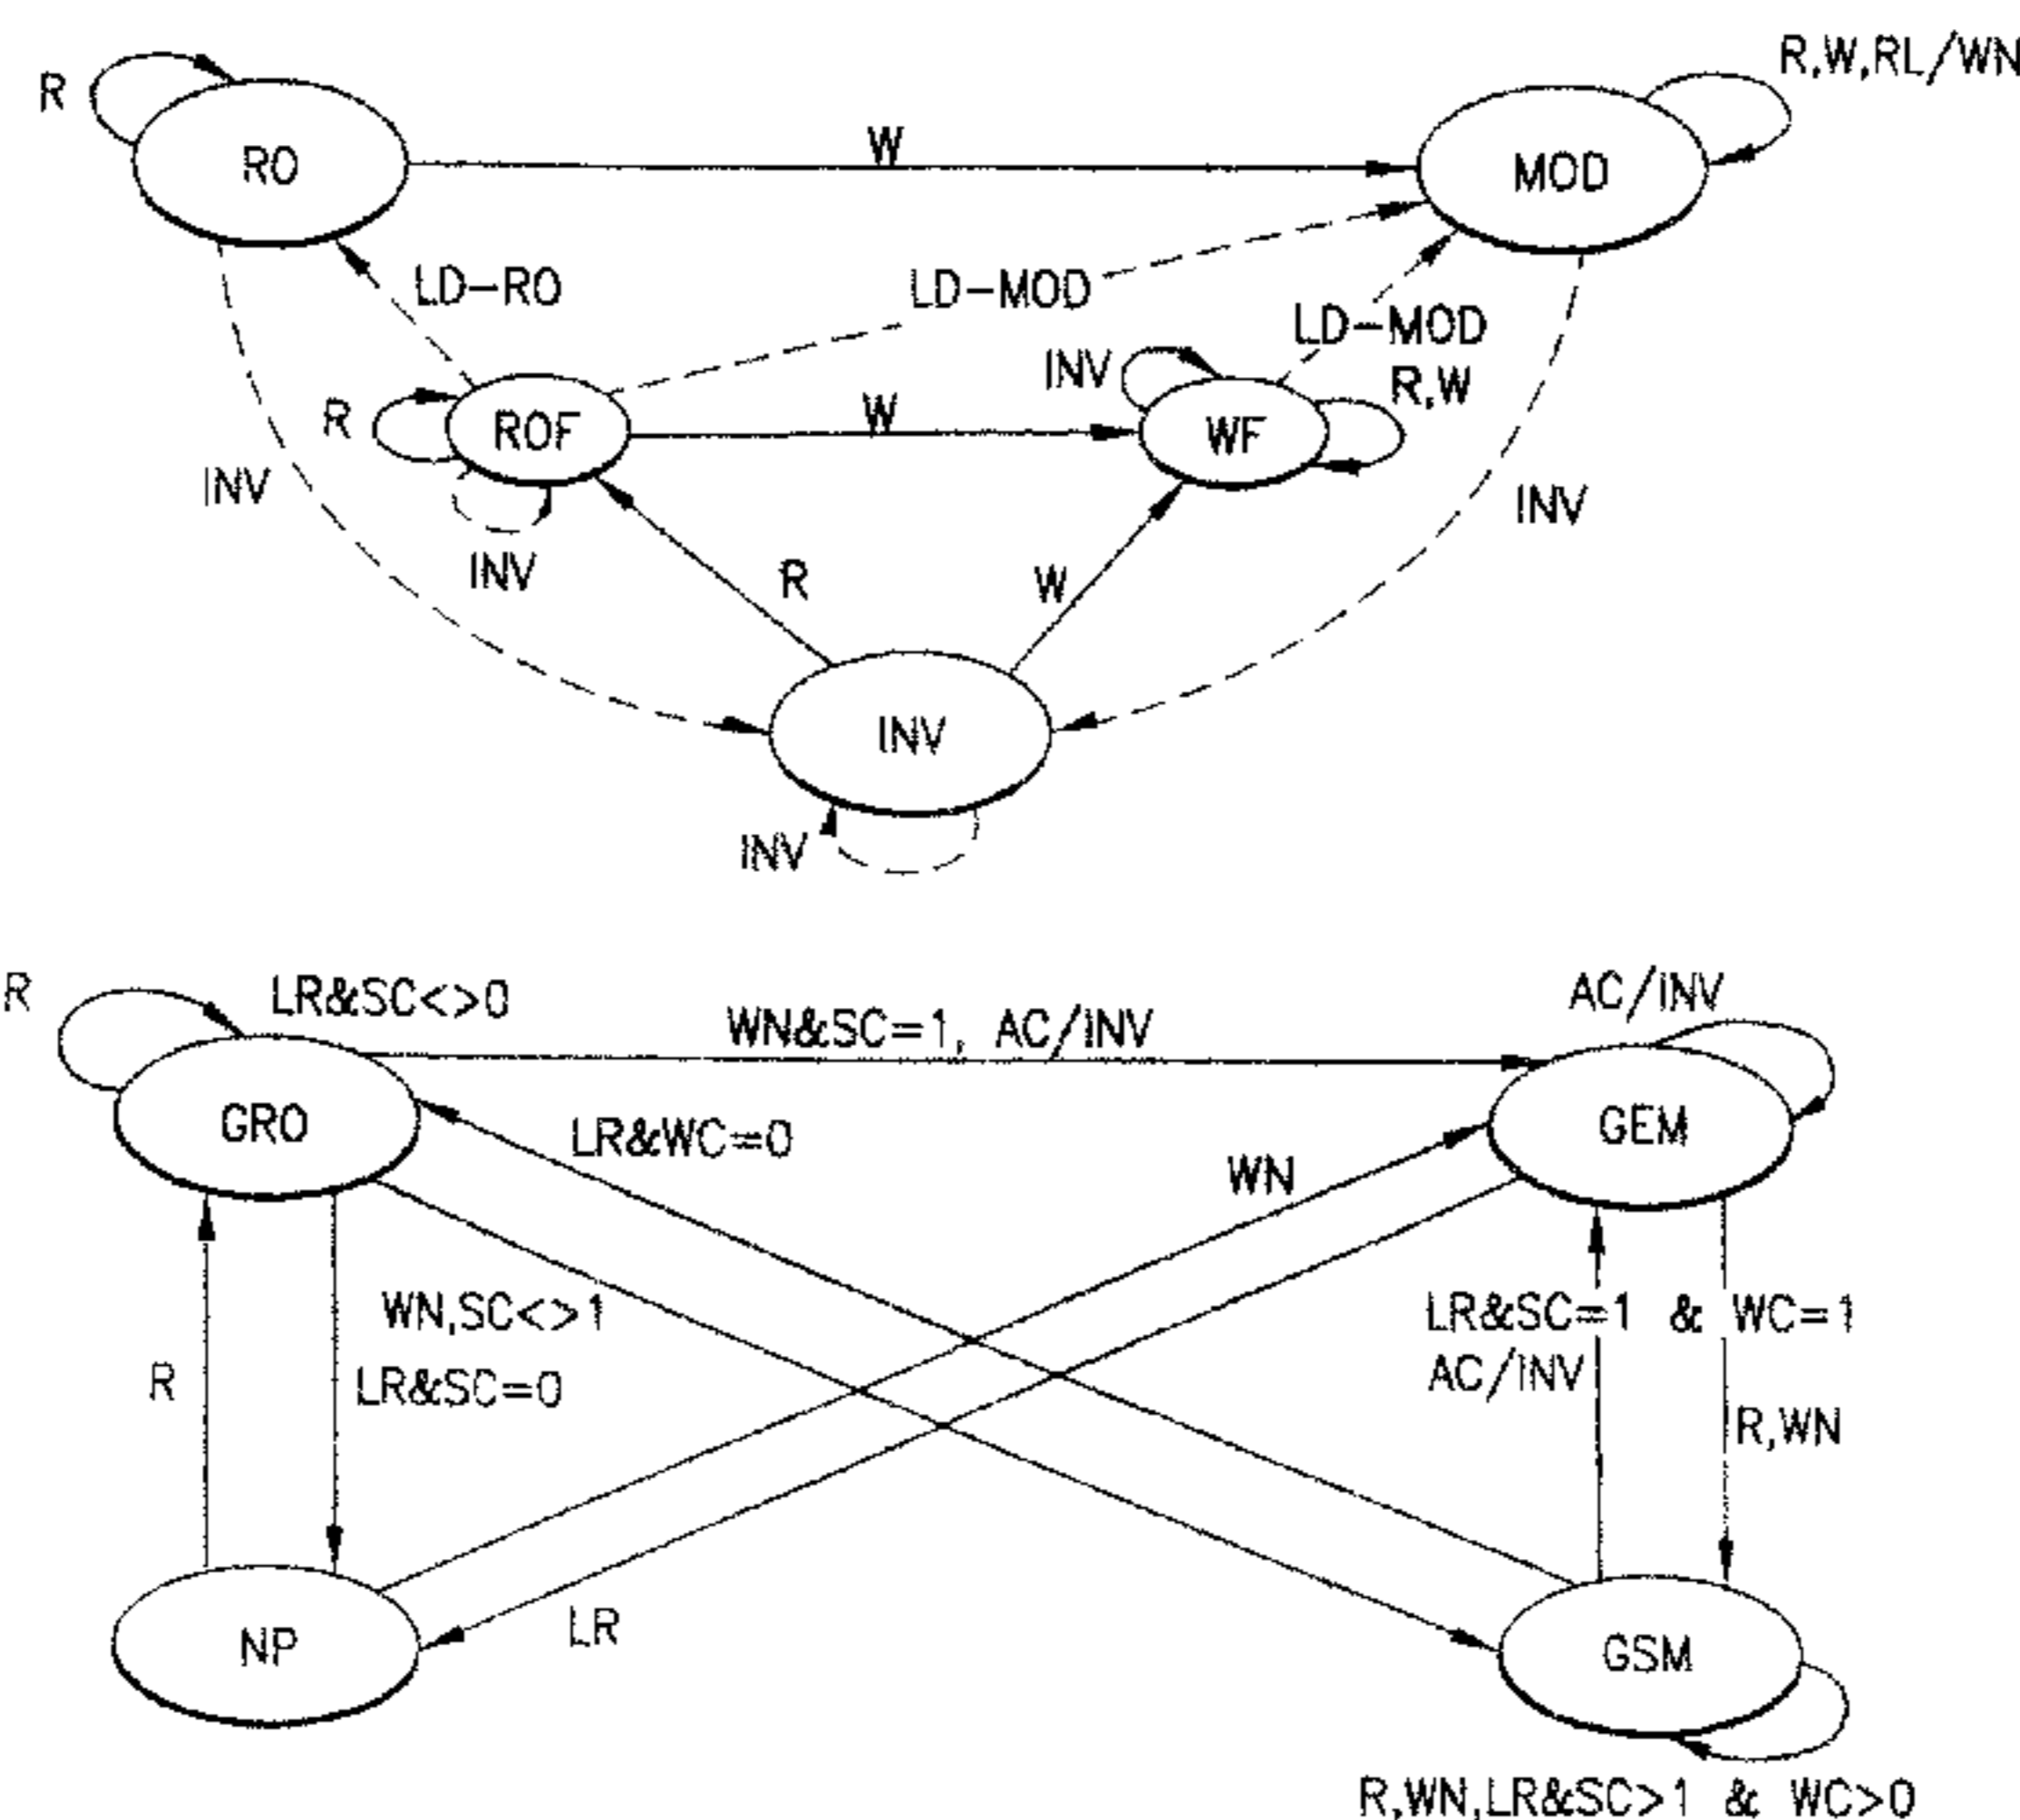 R
R,W,RL/WN
RO
W
MOD
LD-RO
LD-MOD
LD-MOD
INV
R,W
R
ROF
W
WF
INV
INV
INV
R
W
INV
INV
R
LR&SC<>0
WN&SC=1, AC/INV
AC/INV
GRO
LR&WC=0
GEM
WN
WN,SC<>1
LR&SC=1 & WC=1
R
LR&SC=0
AC/INV
R,WN
NP
LR
GSM
R,WN,LR&SC>1 & WC>0